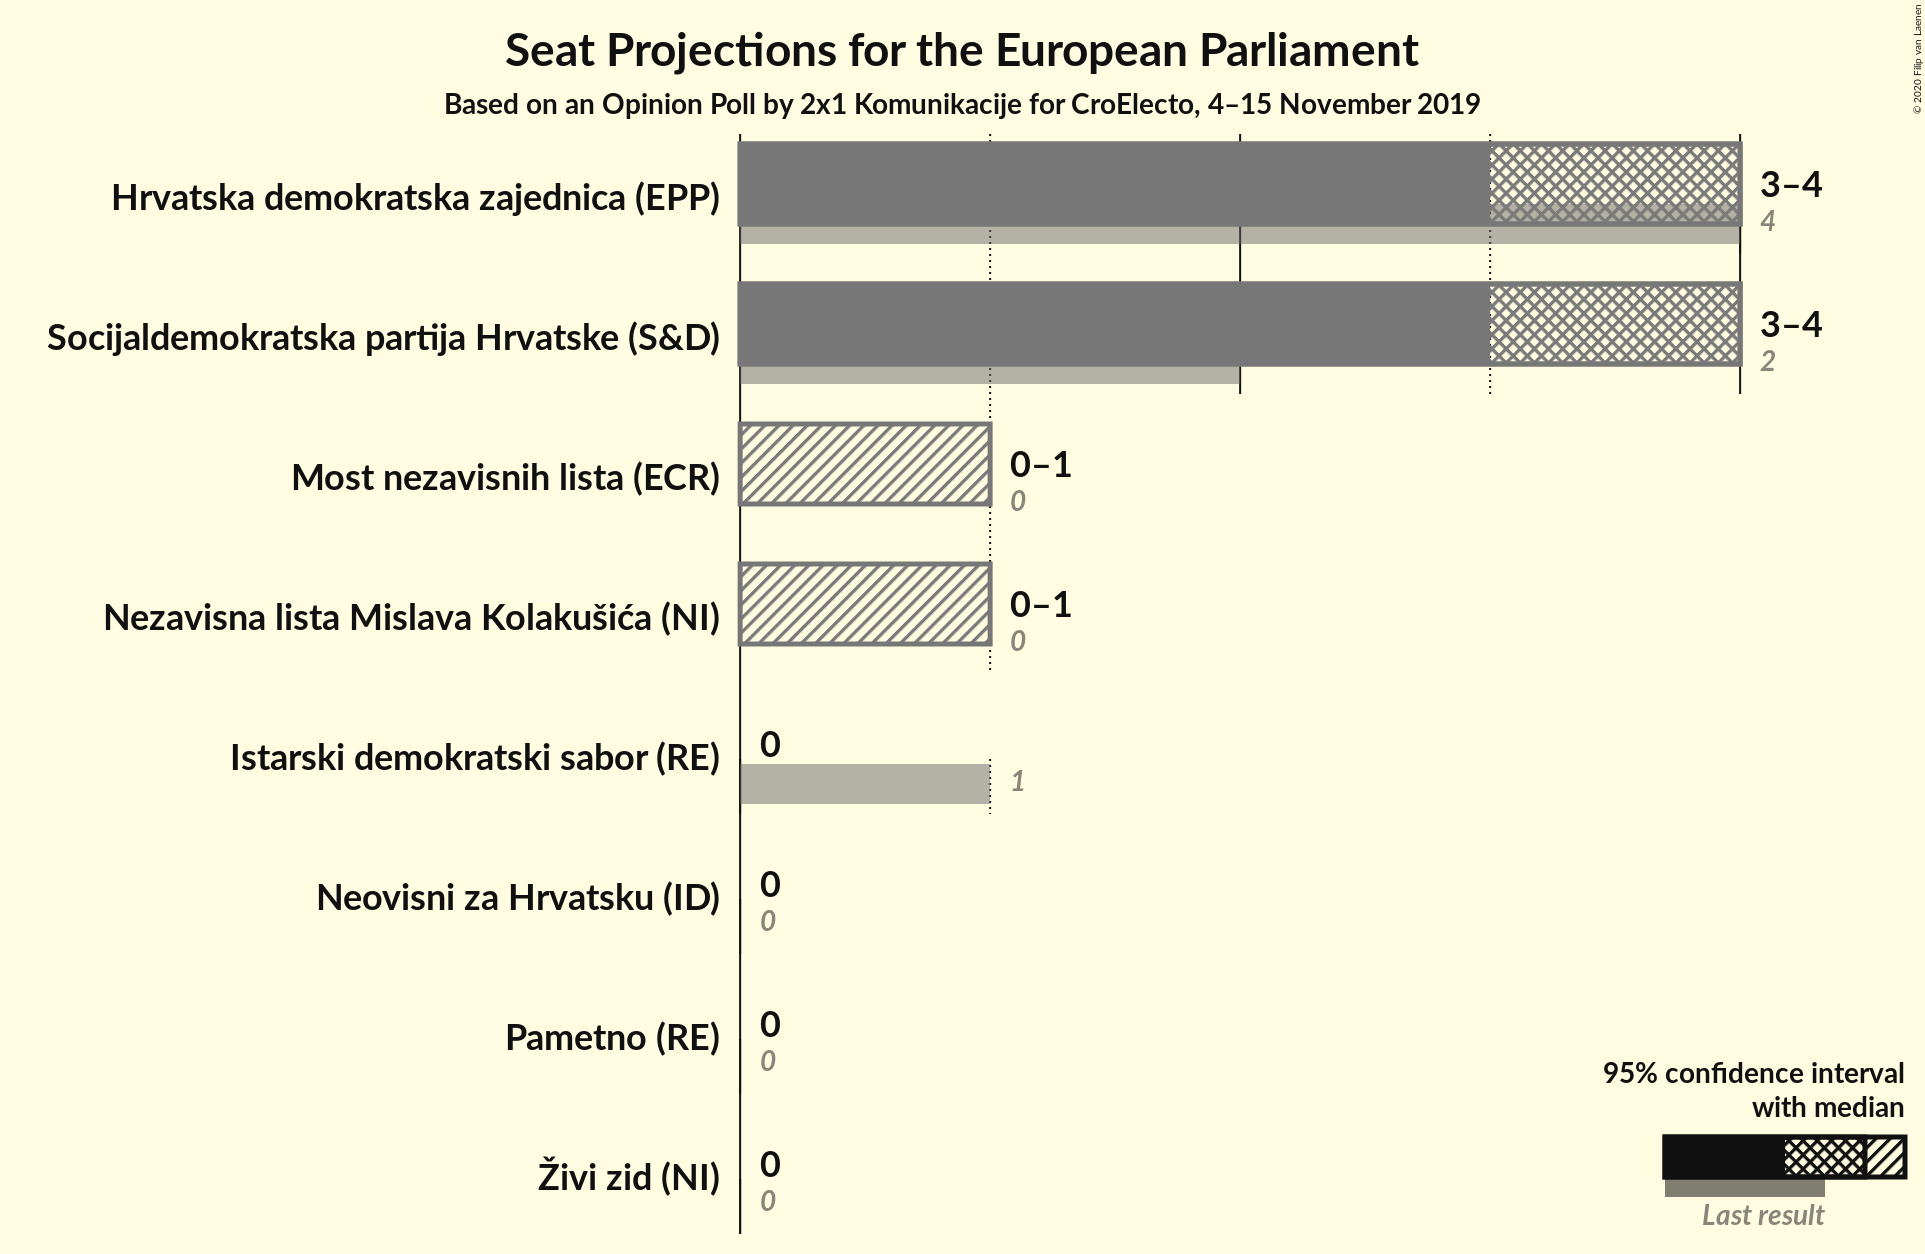 Seat Projections for the European Parliament
Based on an Opinion Poll by 2x1 Komunikacije for CroElecto, 4–15 November 2019
© 2020 Filip van Laenen
Hrvatska demokratska zajednica (EPP)
3–4
4
Socijaldemokratska partija Hrvatske (S&D)
3–4
2
Most nezavisnih lista (ECR)
0–1
0
Nezavisna lista Mislava Kolakušića (NI)
0–1
0
Istarski demokratski sabor (RE)
0
1
Neovisni za Hrvatsku (ID)
0
0
Pametno (RE)
0
0
Živi zid (NI)
0
0
95% confidence interval
with median
Last result